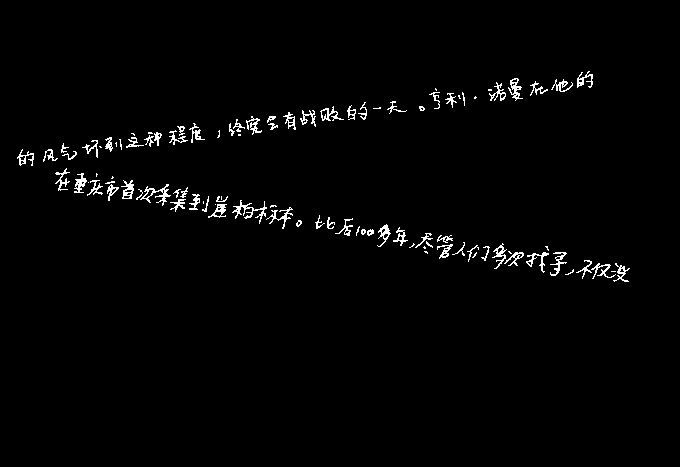 的风气坏到这种程度，终究会有战败的一天。亨利·诺曼在他的
在重庆市首次采集到崖柏标本。此后100多年，尽管人们多次找寻，不仅没